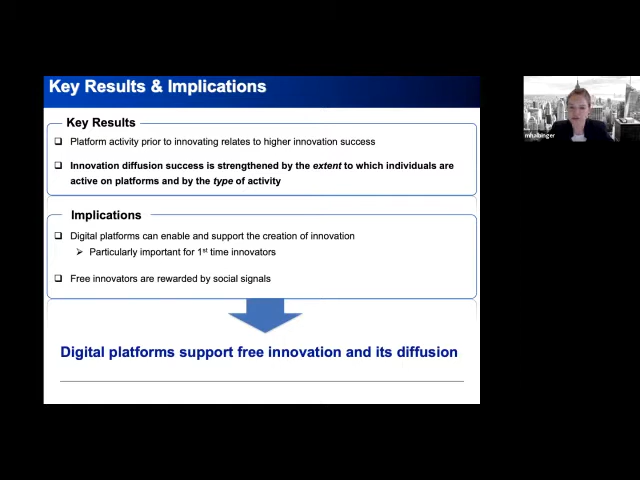 Key Results & Implications
Key Results
❑ Platform activity prior to innovating relates to higher innovation success
❑ Innovation diffusion success is strengthened by the extent to which individuals are
active on platforms and by the type of activity
Implications
❑ Digital platforms can enable and support the creation of innovation
➢ Particularly important for 1st time innovators
❑ Free innovators are rewarded by social signals
Digital platforms support free innovation and its diffusion